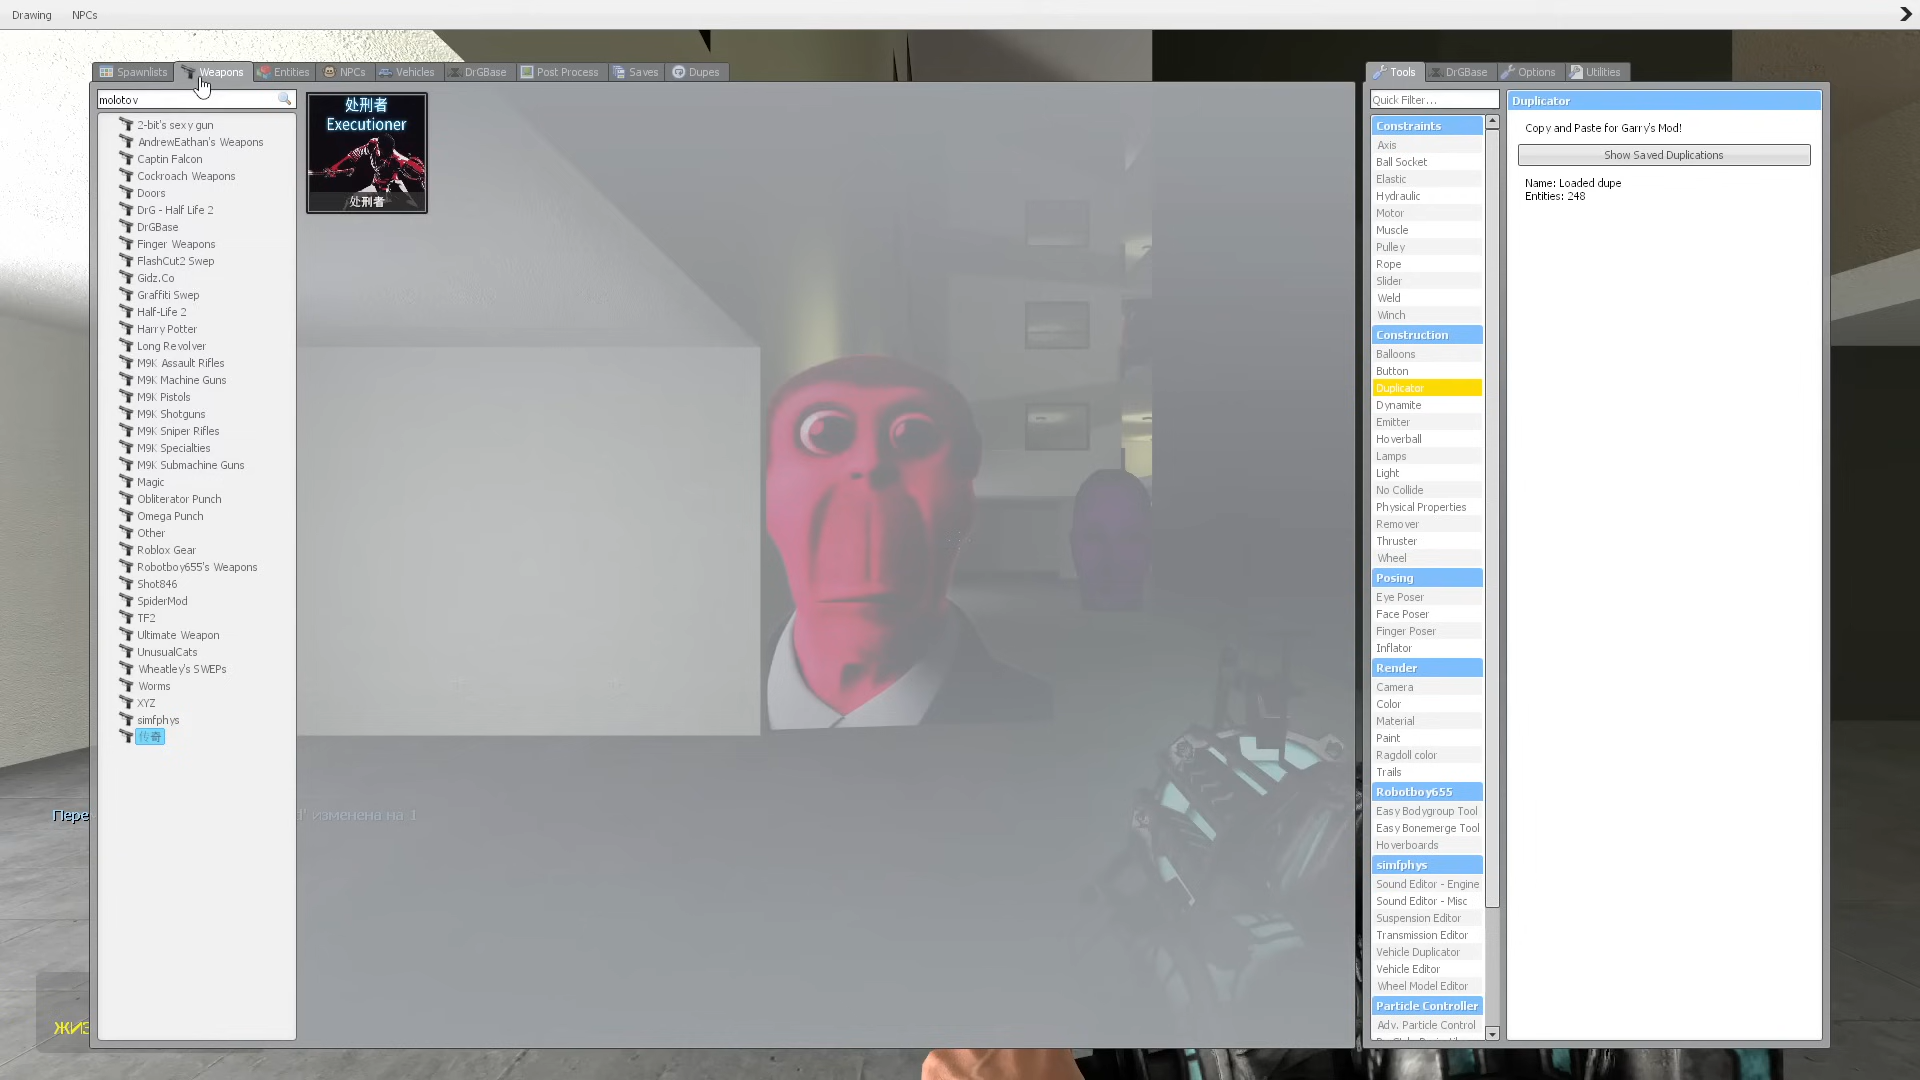 Drawing
NPCs
Spawnlists
Weapons
Entities
NPCs
Vehicles
DrGBase
Post Process
Saves
Dupes
molotov
2-bit's sexy gun
AndrewEathan's Weapons
Captin Falcon
Cockroach Weapons
Doors
DrG - Half Life 2
DrGBase
Finger Weapons
FlashCut2 Swep
Gidz.Co
Graffiti Swep
Half-Life 2
Harry Potter
Long Revolver
M9K Assault Rifles
M9K Machine Guns
M9K Pistols
M9K Shotguns
M9K Sniper Rifles
M9K Specialties
M9K Submachine Guns
Magic
Obliterator Punch
Omega Punch
Other
Roblox Gear
Robotboy655's Weapons
Shot846
SpiderMod
TF2
Ultimate Weapon
UnusualCats
Wheatley's SWEPs
Worms
XYZ
simfphys
传奇
处刑者
Executioner
处刑者
Пере
d' изменена на 1
ЖИЗ
Tools
DrGBase
Options
Utilities
Quick Filter...
Constraints
Axis
Ball Socket
Elastic
Hydraulic
Motor
Muscle
Pulley
Rope
Slider
Weld
Winch
Construction
Balloons
Button
Duplicator
Dynamite
Emitter
Hoverball
Lamps
Light
No Collide
Physical Properties
Remover
Thruster
Wheel
Posing
Eye Poser
Face Poser
Finger Poser
Inflator
Render
Camera
Color
Material
Paint
Ragdoll color
Trails
Robotboy655
Easy Bodygroup Tool
Easy Bonemerge Tool
Hoverboards
simfphys
Sound Editor - Engine
Sound Editor - Misc
Suspension Editor
Transmission Editor
Vehicle Duplicator
Vehicle Editor
Wheel Model Editor
Particle Controller
Adv. Particle Control
Duplicator
Copy and Paste for Garry's Mod!
Show Saved Duplications
Name: Loaded dupe
Entities: 248